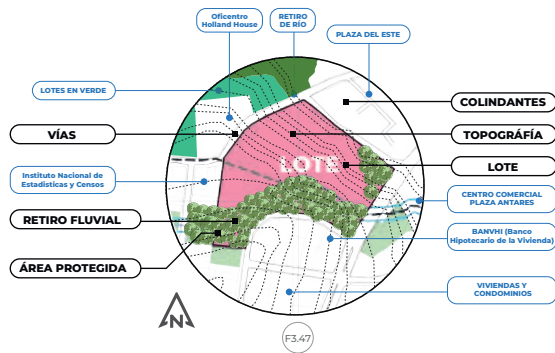 Oficentro
Holland House
RETIRO
DE RÍO
PLAZA DEL ESTE
LOTES EN VERDE
COLINDANTES
VÍAS
TOPOGRÁFÍA
LOTE
LOTE
Instituto Nacional de
Estadísticas y Censos
CENTRO COMERCIAL
PLAZA ANTARES
RETIRO FLUVIAL
BANVHI (Banco
Hipotecario de la Vivienda)
ÁREA PROTEGIDA
VIVIENDAS Y
CONDOMINIOS
N
F3.47